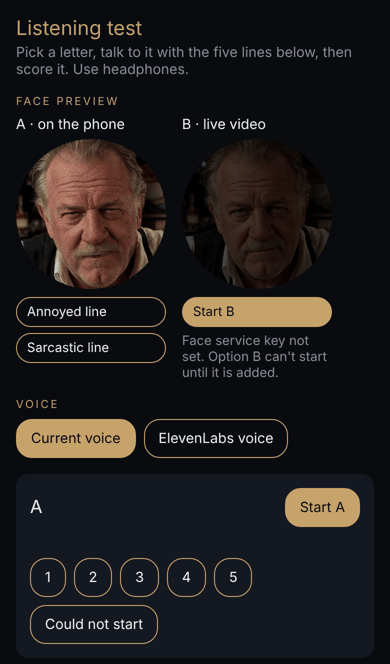 Listening test
Pick a letter, talk to it with the five lines below, then
score it. Use headphones.
FACE PREVIEW
A · on the phone
B · live video
Annoyed line
Sarcastic line
Start B
Face service key not
set. Option B can't start
until it is added.
VOICE
Current voice
ElevenLabs voice
A
Start A
1 2 3 4 5
Could not start